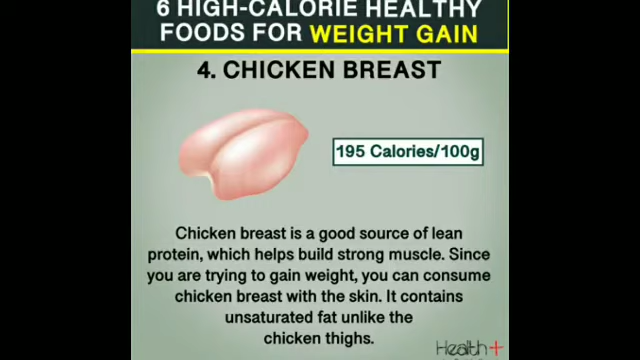 6 HIGH-CALORIE HEALTHY
FOODS FOR WEIGHT GAIN
4. CHICKEN BREAST
195 Calories/100g
Chicken breast is a good source of lean
protein, which helps build strong muscle. Since
you are trying to gain weight, you can consume
chicken breast with the skin. It contains
unsaturated fat unlike the
chicken thighs.
Health+